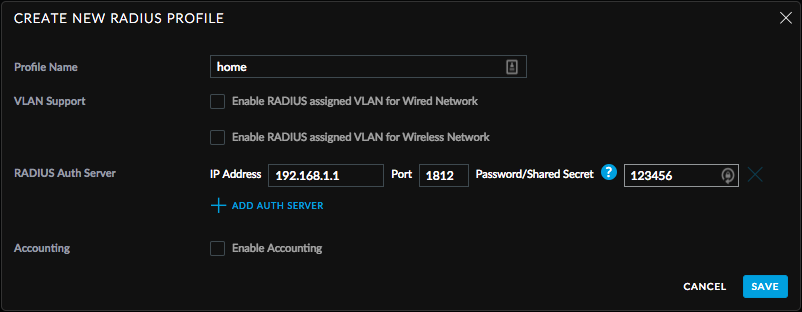 CREATE NEW RADIUS PROFILE
Profile Name home
VLAN Support Enable RADIUS assigned VLAN for Wired Network
Enable RADIUS assigned VLAN for Wireless Network
RADIUS Auth Server IP Address 192.168.1.1 Port 1812 Password/Shared Secret ? 123456
ADD AUTH SERVER
Accounting Enable Accounting
CANCEL SAVE